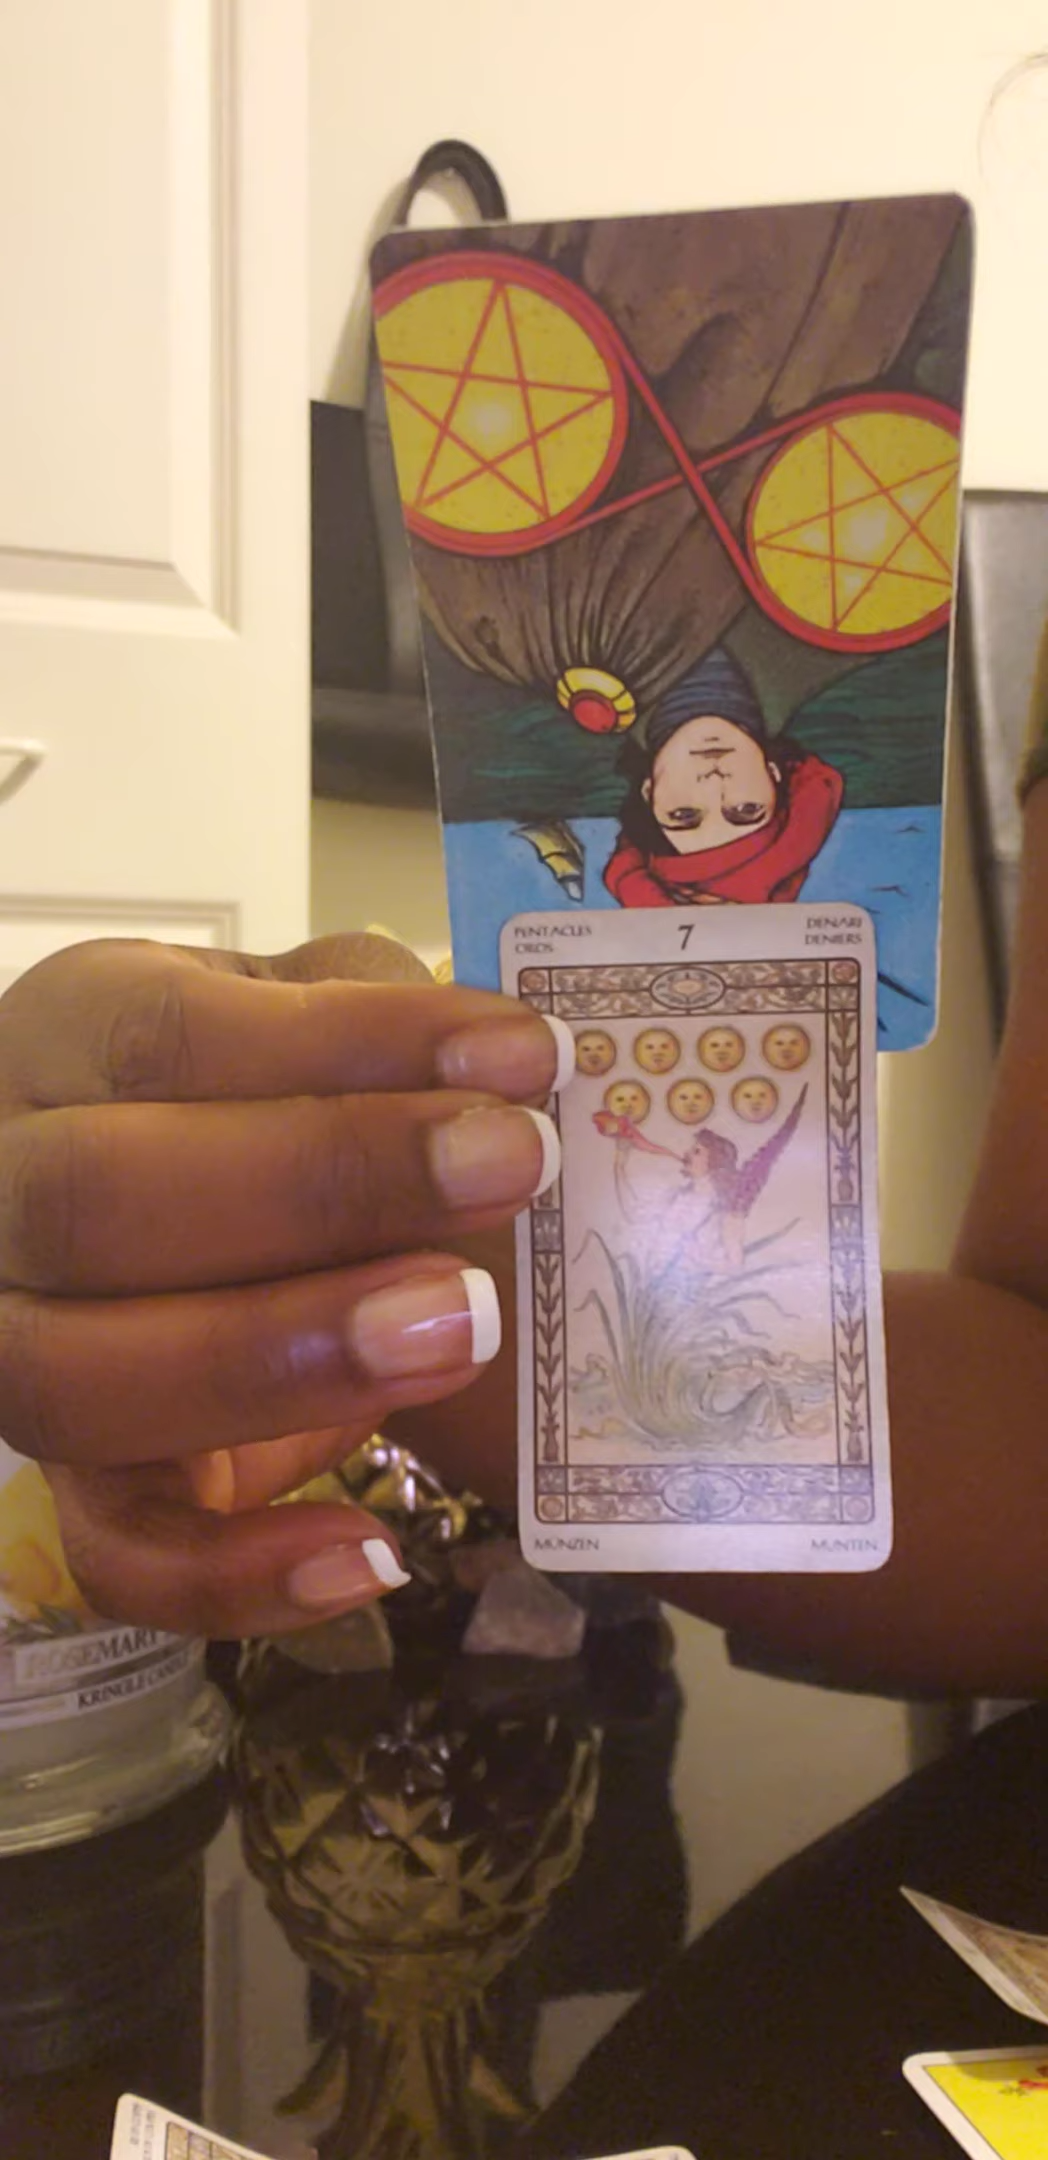 PENTACLES
OROS
7
DENARI
DENIERS
MÜNZEN
MUNTEN
ROSEMARY
KRINGLE CANDLE